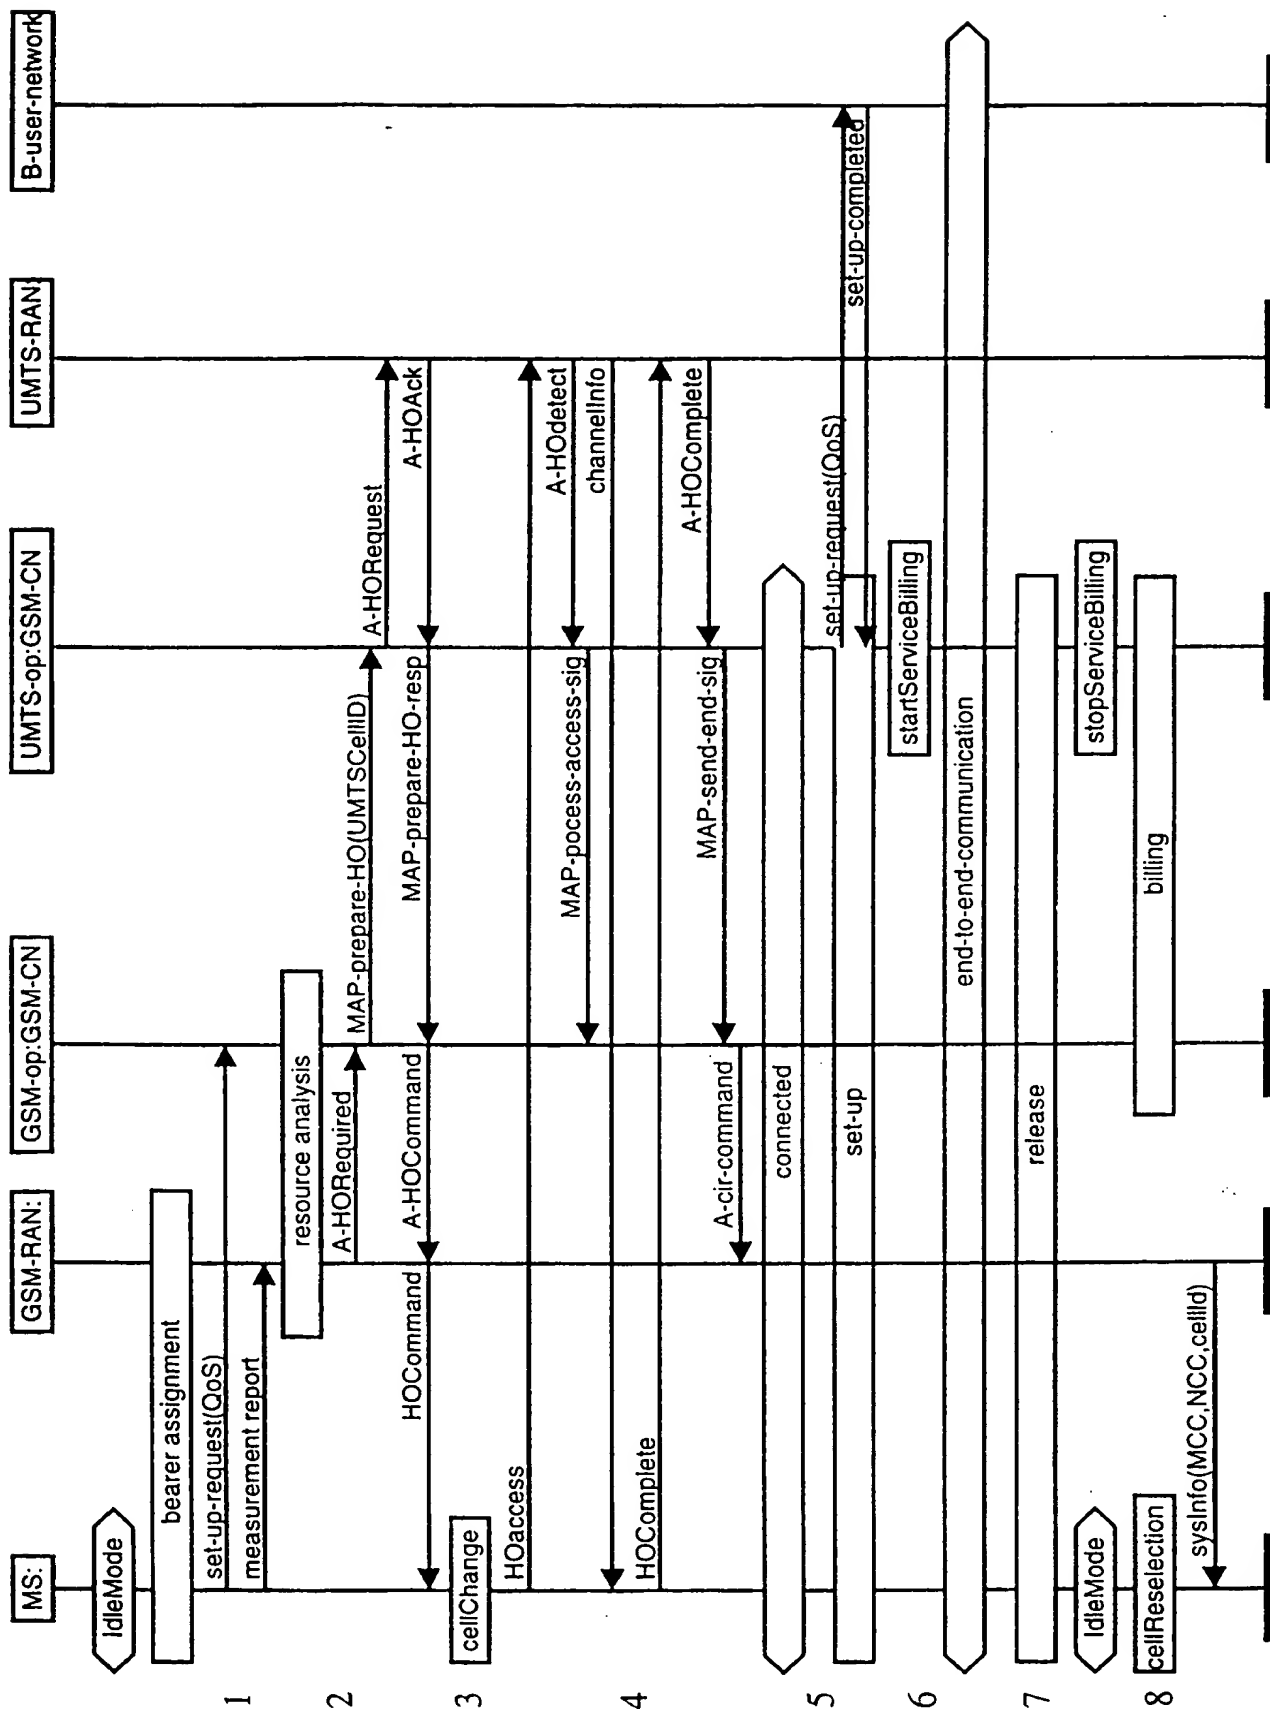 MS:
GSM-RAN:
GSM-op:GSM-CN
UMTS-op:GSM-CN
UMTS-RAN:
B-user-network
IdleMode
bearer assignment
1
set-up-request(QoS)
measurement report
resource analysis
2
A-HORequired
MAP-prepare-HO(UMTSCellID)
A-HORequest
HOCommand
A-HOCommand
MAP-prepare-HO-resp
A-HOAck
3
cellChange
HOaccess
A-HOdetect
MAP-pocess-access-sig
channelInfo
4
HOComplete
A-HOComplete
MAP-send-end-sig
A-clr-command
connected
5
set-up
set-up-request(QoS)
set-up-completed
6
startServiceBilling
end-to-end-communication
7
release
IdleMode
stopServiceBilling
8
cellReselection
billing
sysInfo(MCC,NCC,cellId)